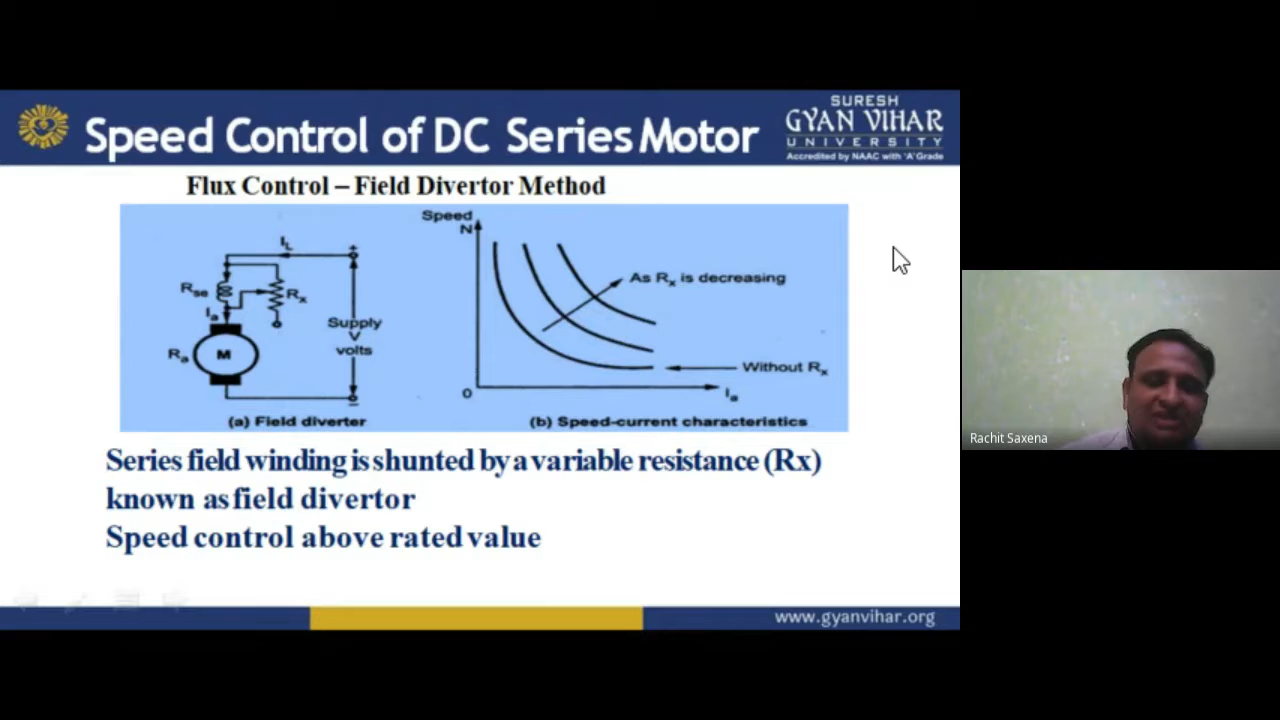 Speed Control of DC Series Motor
SURESH
GYAN VIHAR
UNIVERSITY
Accredited by NAAC with 'A' Grade
Flux Control – Field Divertor Method
Speed
N
IL
+
Rse
Rx
As Rx is decreasing
Ia
Supply
V
volts
Ra
M
Without Rx
–
0
Ia
(a) Field diverter
(b) Speed-current characteristics
Series field winding is shunted by a variable resistance (Rx)
known as field divertor
Speed control above rated value
www.gyanvihar.org
Rachit Saxena